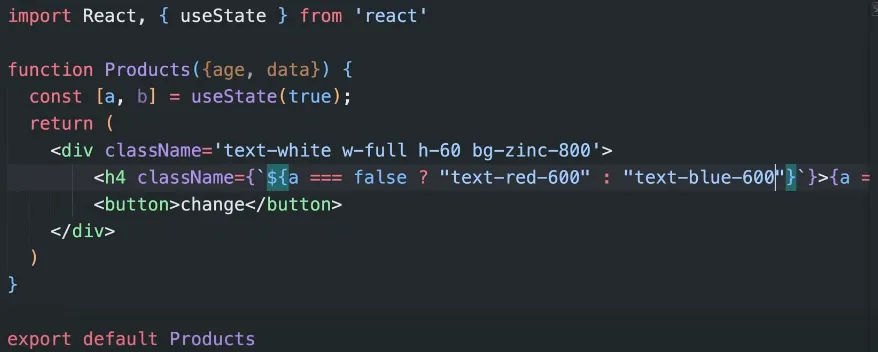 import React, { useState } from 'react'
function Products({age, data}) {
const [a, b] = useState(true);
return (
<div className='text-white w-full h-60 bg-zinc-800'>
<h4 className={`${a === false ? "text-red-600" : "text-blue-600"}`}>{a =
<button>change</button>
</div>
)
}
export default Products